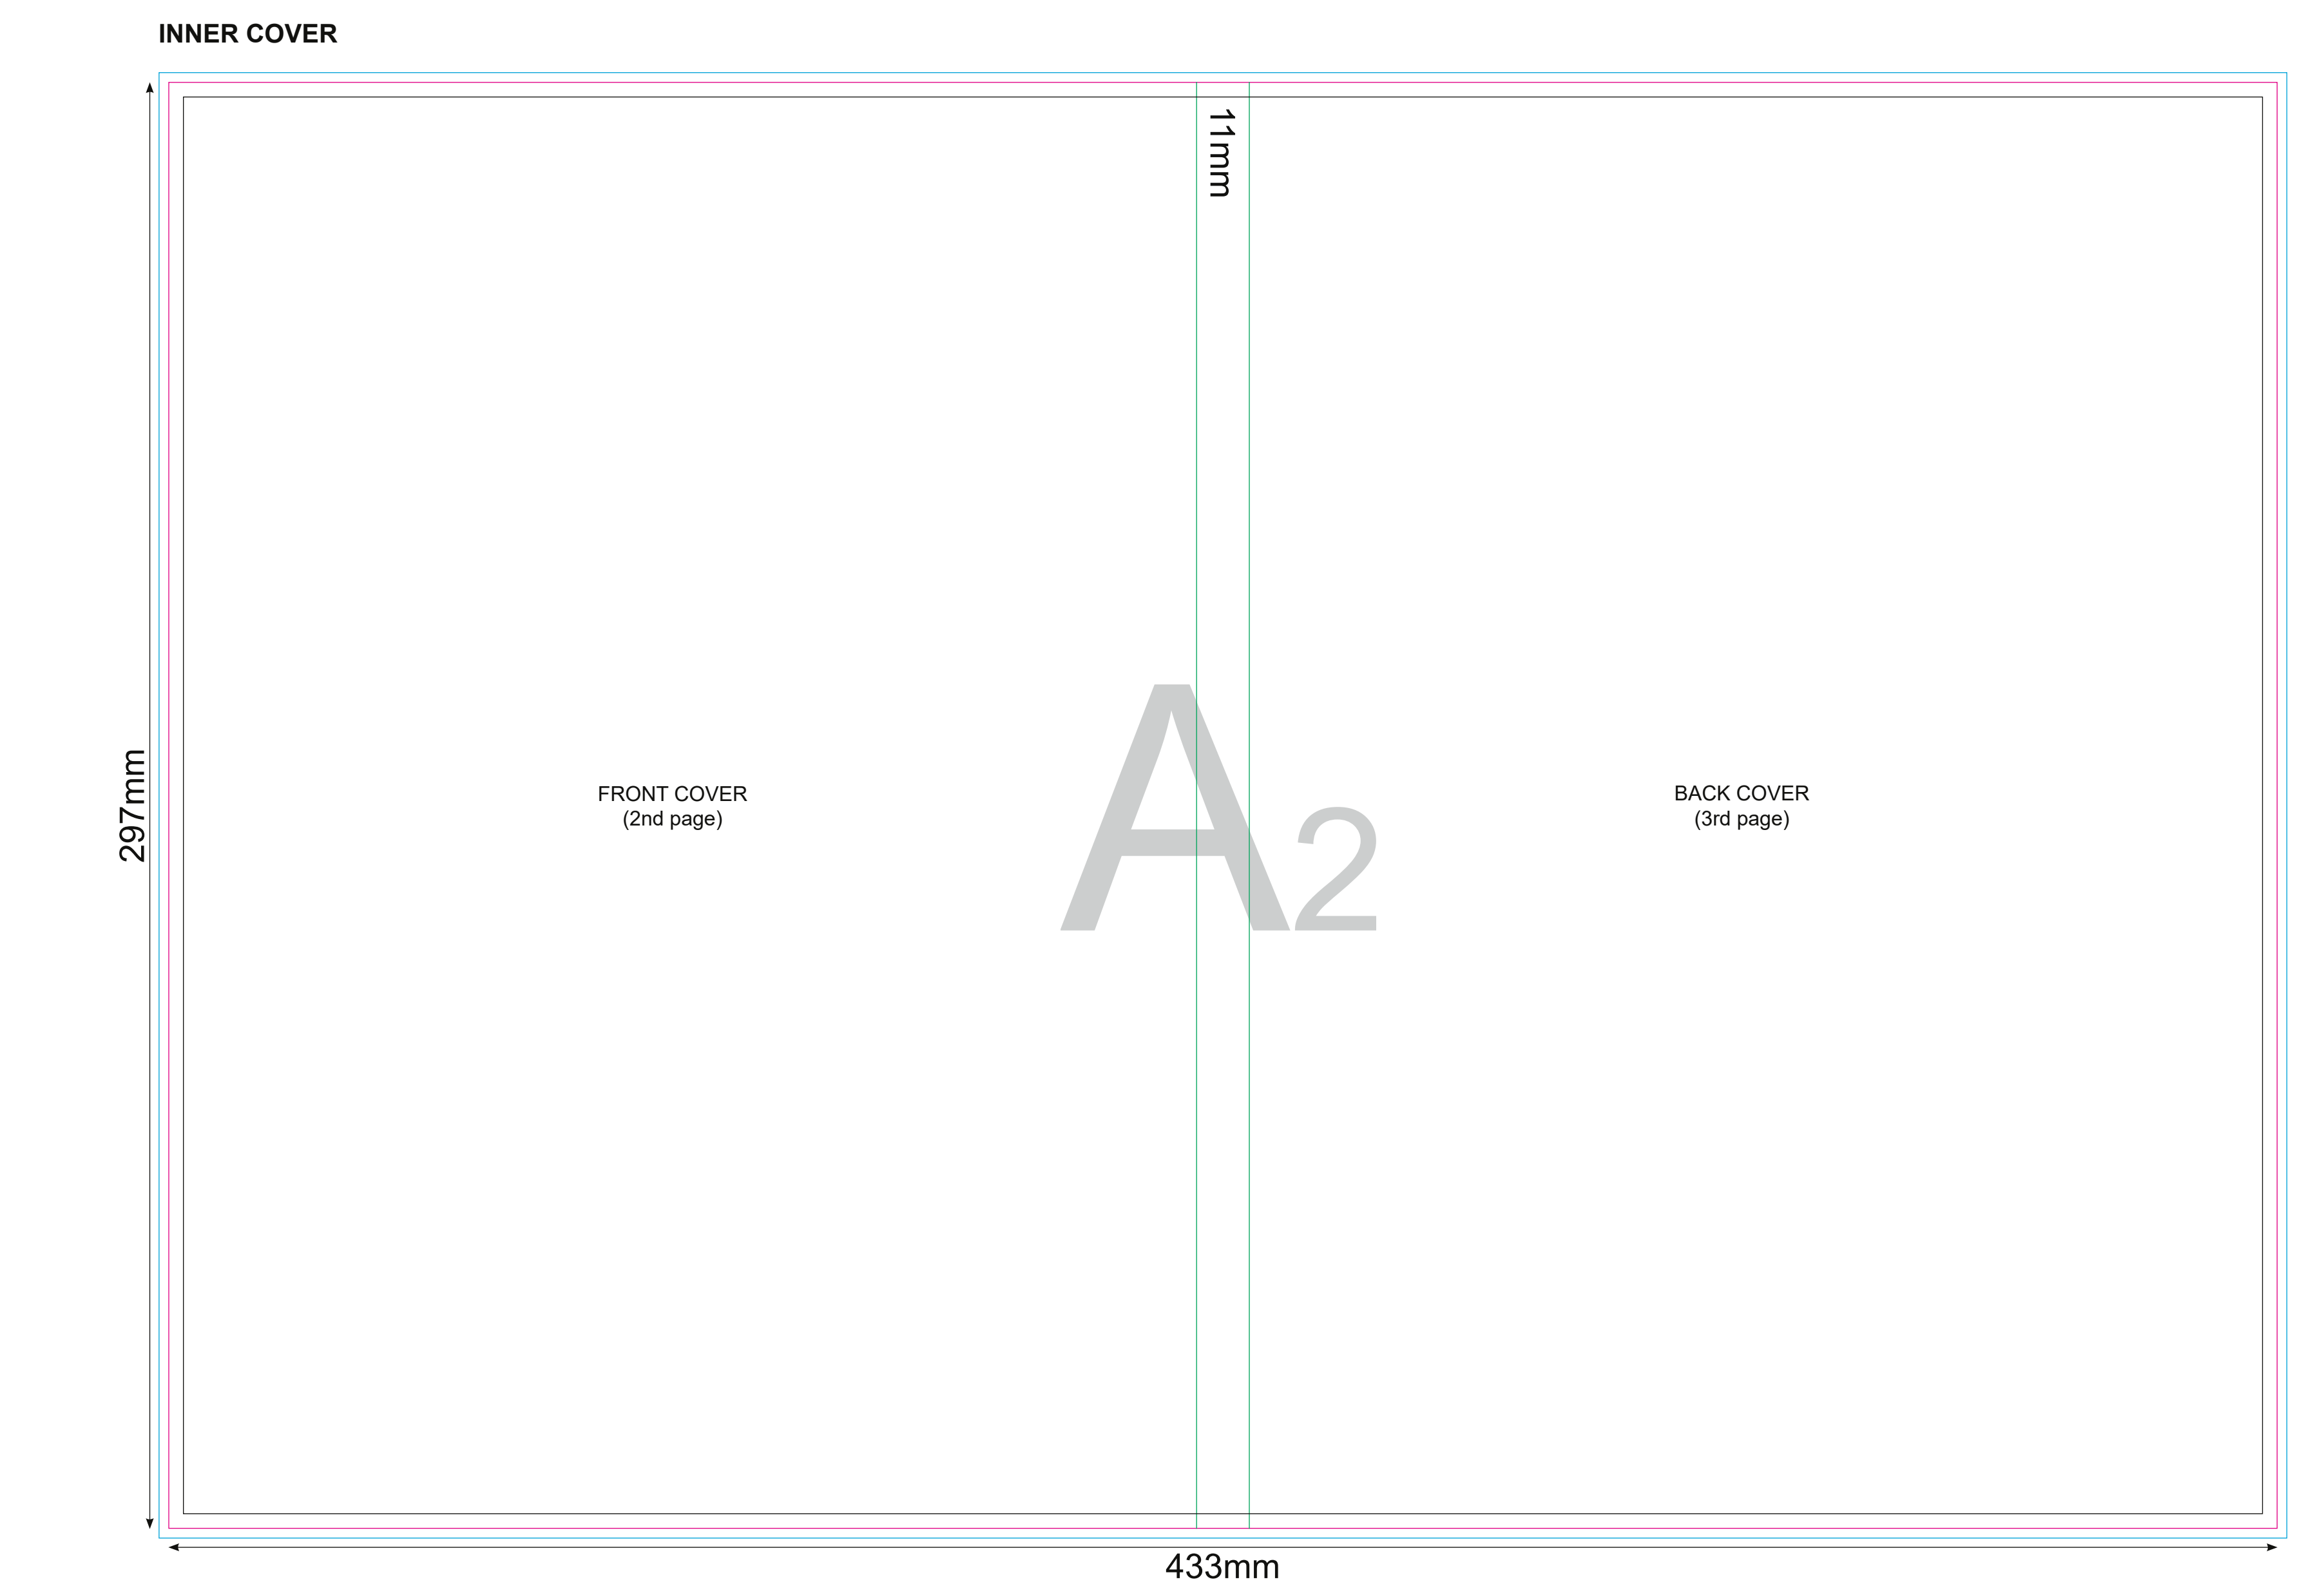 INNER COVER
11mm
297mm
FRONT COVER
(2nd page)
A2
BACK COVER
(3rd page)
433mm